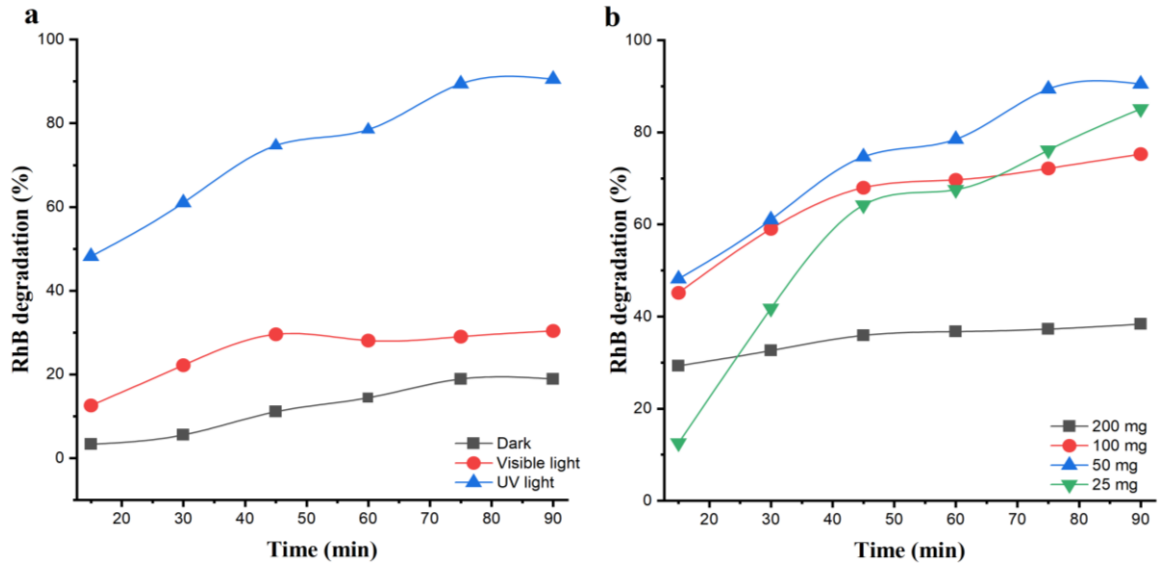 a
100
80
60
40
20
0
RhB degradation (%)
Dark
Visible light
UV light
20 30 40 50 60 70 80 90
Time (min)
b
100
80
60
40
20
0
RhB degradation (%)
200 mg
100 mg
50 mg
25 mg
20 30 40 50 60 70 80 90
Time (min)